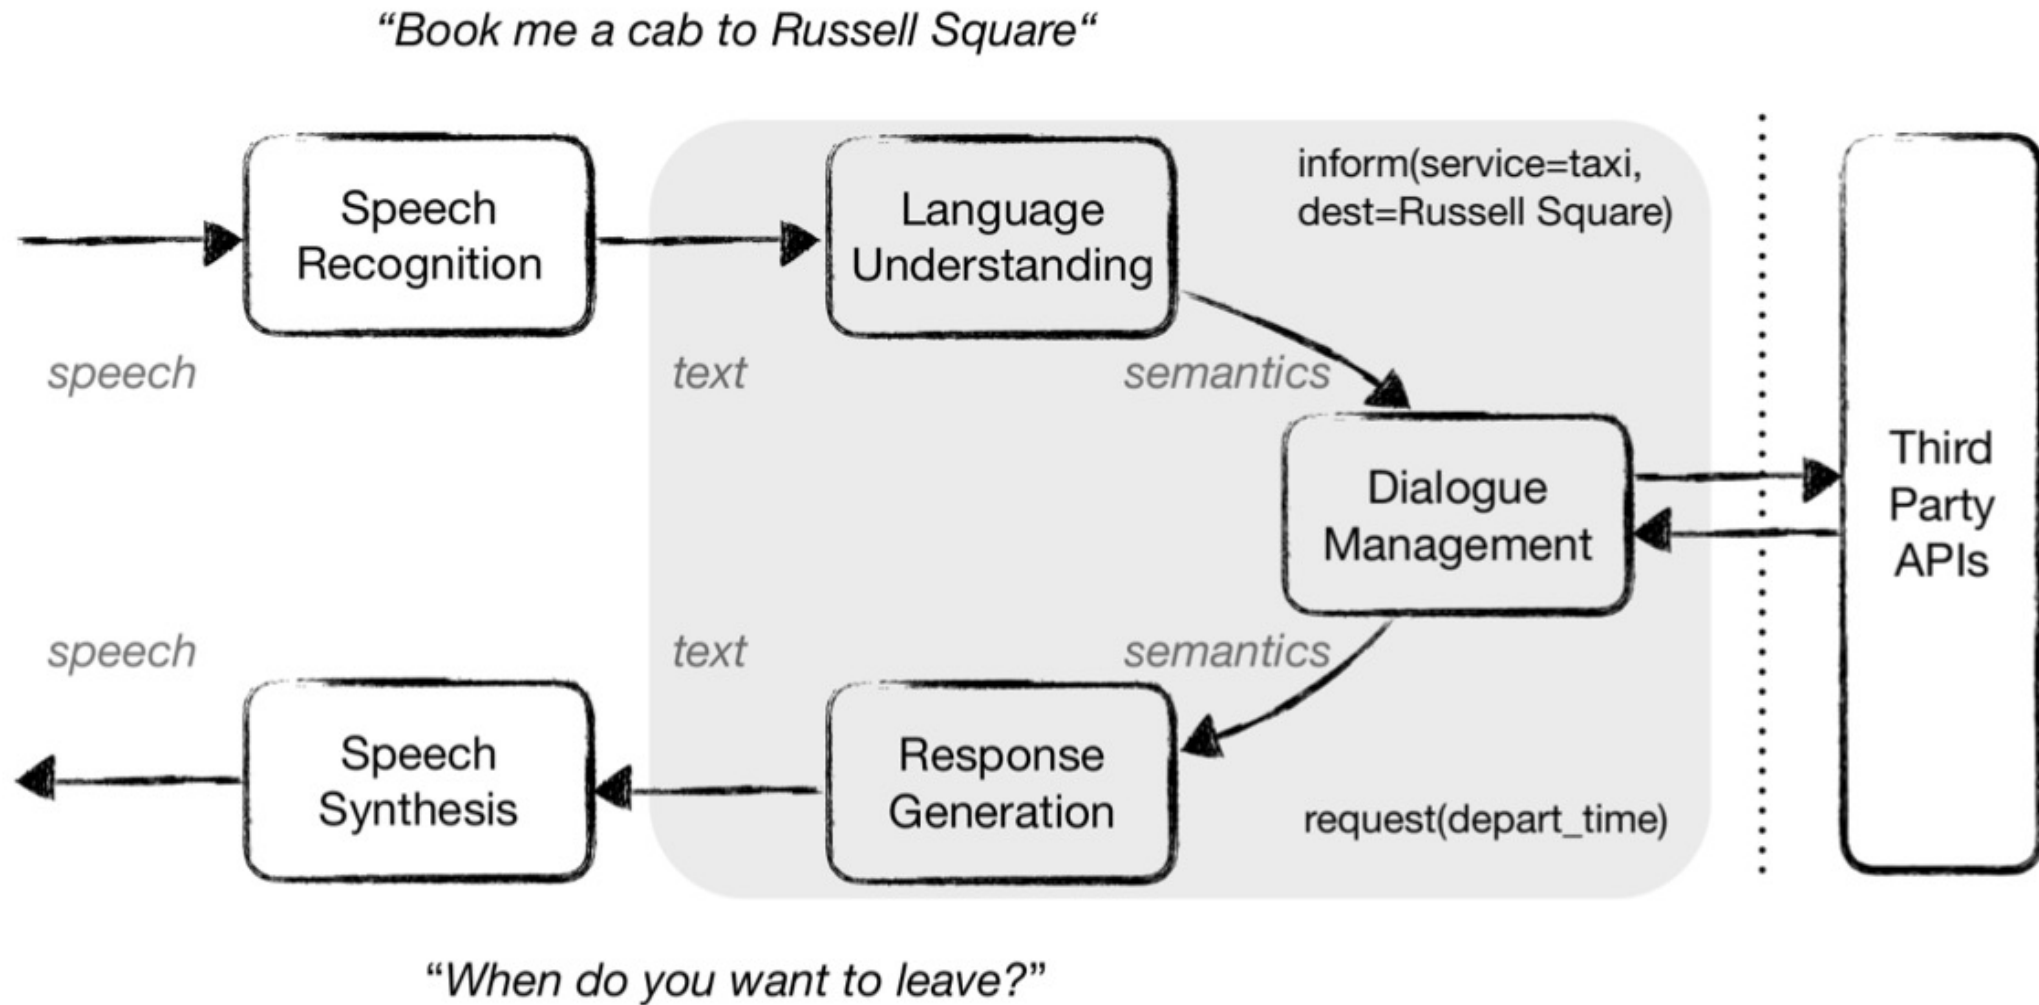 “Book me a cab to Russell Square“
Speech
Recognition
Language
Understanding
inform(service=taxi,
dest=Russell Square)
speech
text
semantics
Dialogue
Management
Third
Party
APIs
speech
text
semantics
Speech
Synthesis
Response
Generation
request(depart_time)
“When do you want to leave?”